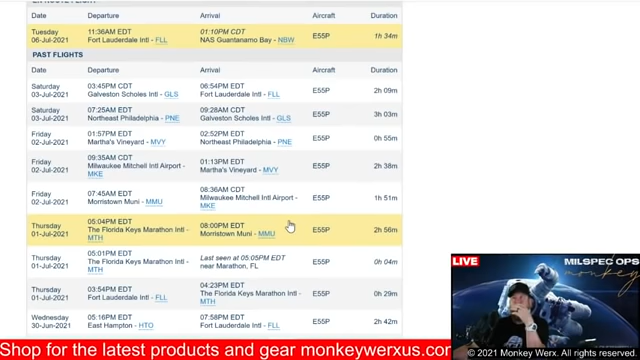 EN ROUTE FLIGHT
Date Departure Arrival Aircraft Duration
Tuesday 11:36AM EDT 01:10PM CDT
06-Jul-2021 Fort Lauderdale Intl - FLL NAS Guantanamo Bay - NBW E55P 1h 34m
PAST FLIGHTS
Date Departure Arrival Aircraft Duration
Saturday 03:45PM CDT 06:54PM EDT
03-Jul-2021 Galveston Scholes Intl - GLS Fort Lauderdale Intl - FLL E55P 2h 09m
Saturday 07:25AM EDT 09:28AM CDT
03-Jul-2021 Northeast Philadelphia - PNE Galveston Scholes Intl - GLS E55P 3h 03m
Friday 01:57PM EDT 02:52PM EDT
02-Jul-2021 Martha's Vineyard - MVY Northeast Philadelphia - PNE E55P 0h 55m
Friday 09:35AM CDT 01:13PM EDT
02-Jul-2021 Milwaukee Mitchell Intl Airport - Martha's Vineyard - MVY E55P 2h 38m
MKE
Friday 07:45AM EDT 08:36AM CDT
02-Jul-2021 Morristown Muni - MMU Milwaukee Mitchell Intl Airport - E55P 1h 51m
MKE
Thursday 05:04PM EDT 08:00PM EDT
01-Jul-2021 The Florida Keys Marathon Intl - Morristown Muni - MMU E55P 2h 56m
MTH
Thursday 05:01PM EDT Last seen at 05:05PM EDT
01-Jul-2021 The Florida Keys Marathon Intl - near Marathon, FL E55P 0h 04m
MTH
Thursday 03:54PM EDT 04:23PM EDT
01-Jul-2021 Fort Lauderdale Intl - FLL The Florida Keys Marathon Intl - E55P 0h 29m
MTH
Wednesday 05:16PM EDT 07:58PM EDT
30-Jun-2021 East Hampton - HTO Fort Lauderdale Intl - FLL E55P 2h 42m
LIVE MILSPEC OPS
monkey
Shop for the latest products and gear monkeywerxus.cor
© 2021 Monkey Werx. All rights reserved.